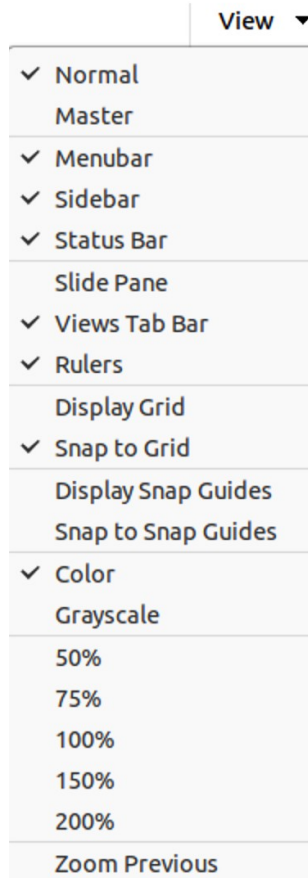 View
Normal
Master
Menubar
Sidebar
Status Bar
Slide Pane
Views Tab Bar
Rulers
Display Grid
Snap to Grid
Display Snap Guides
Snap to Snap Guides
Color
Grayscale
50%
75%
100%
150%
200%
Zoom Previous